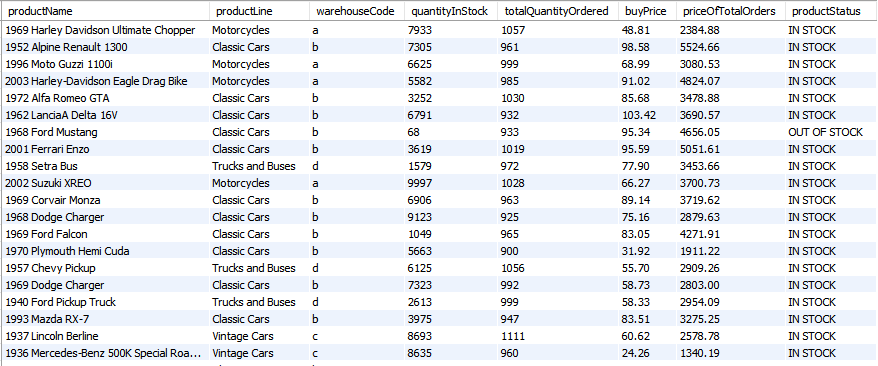 productName productLine warehouseCode quantityInStock totalQuantityOrdered buyPrice priceOfTotalOrders productStatus
1969 Harley Davidson Ultimate Chopper Motorcycles a 7933 1057 48.81 2384.88 IN STOCK
1952 Alpine Renault 1300 Classic Cars b 7305 961 98.58 5524.66 IN STOCK
1996 Moto Guzzi 1100i Motorcycles a 6625 999 68.99 3080.53 IN STOCK
2003 Harley-Davidson Eagle Drag Bike Motorcycles a 5582 985 91.02 4824.07 IN STOCK
1972 Alfa Romeo GTA Classic Cars b 3252 1030 85.68 3478.88 IN STOCK
1962 LanciaA Delta 16V Classic Cars b 6791 932 103.42 3690.57 IN STOCK
1968 Ford Mustang Classic Cars b 68 933 95.34 4656.05 OUT OF STOCK
2001 Ferrari Enzo Classic Cars b 3619 1019 95.59 5051.61 IN STOCK
1958 Setra Bus Trucks and Buses d 1579 972 77.90 3453.66 IN STOCK
2002 Suzuki XREO Motorcycles a 9997 1028 66.27 3700.73 IN STOCK
1969 Corvair Monza Classic Cars b 6906 963 89.14 3719.62 IN STOCK
1968 Dodge Charger Classic Cars b 9123 925 75.16 2879.63 IN STOCK
1969 Ford Falcon Classic Cars b 1049 965 83.05 4271.91 IN STOCK
1970 Plymouth Hemi Cuda Classic Cars b 5663 900 31.92 1911.22 IN STOCK
1957 Chevy Pickup Trucks and Buses d 6125 1056 55.70 2909.26 IN STOCK
1969 Dodge Charger Classic Cars b 7323 992 58.73 2803.00 IN STOCK
1940 Ford Pickup Truck Trucks and Buses d 2613 999 58.33 2954.09 IN STOCK
1993 Mazda RX-7 Classic Cars b 3975 947 83.51 3275.25 IN STOCK
1937 Lincoln Berline Vintage Cars c 8693 1111 60.62 2578.78 IN STOCK
1936 Mercedes-Benz 500K Special Roa... Vintage Cars c 8635 960 24.26 1340.19 IN STOCK